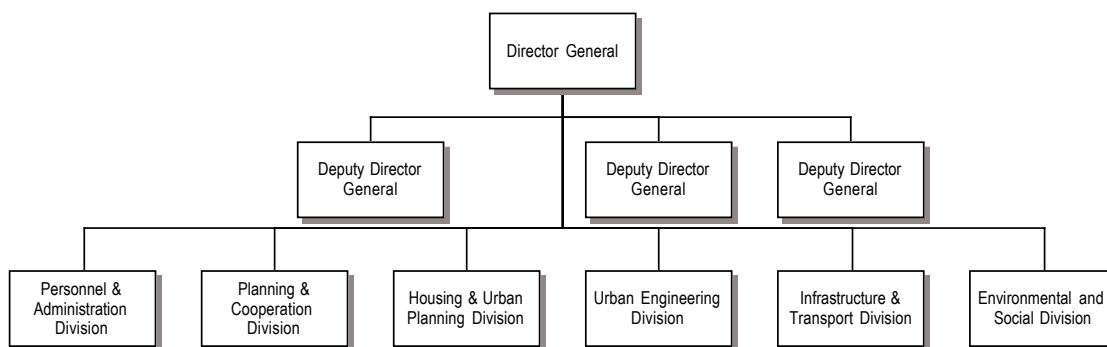 Director General
Deputy Director
General
Deputy Director
General
Deputy Director
General
Personnel &
Administration
Division
Planning &
Cooperation
Division
Housing & Urban
Planning Division
Urban Engineering
Division
Infrastructure &
Transport Division
Environmental and
Social Division